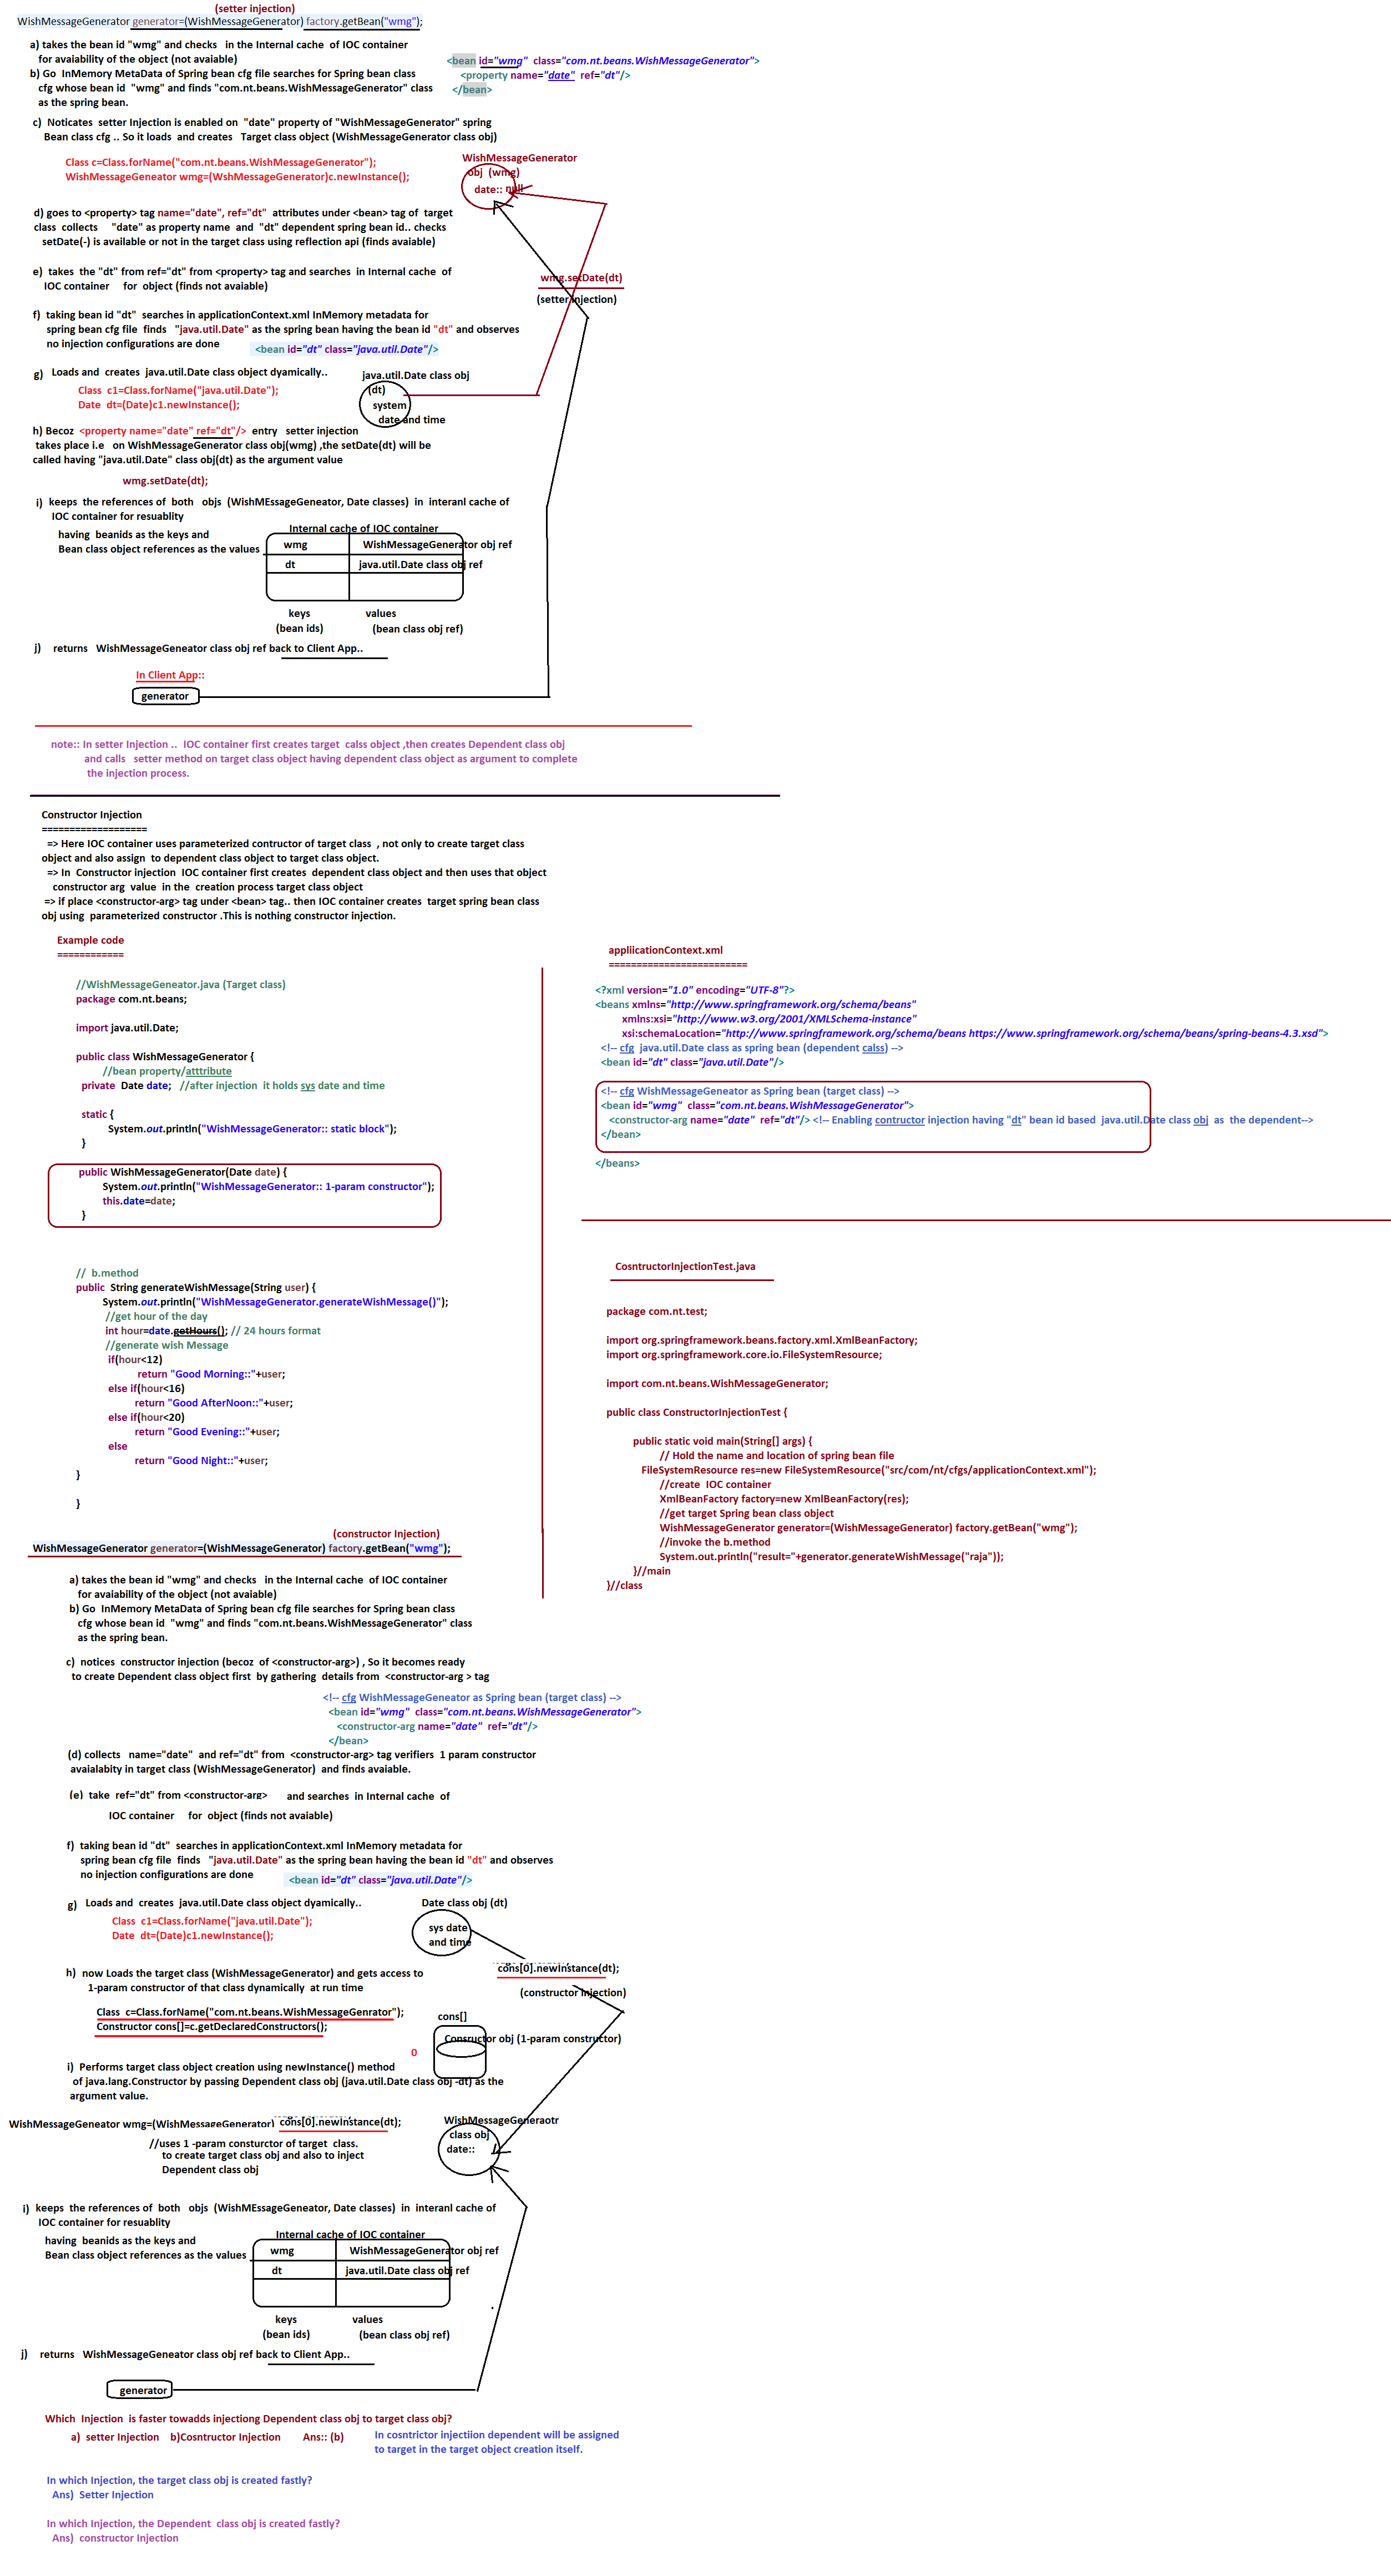 (setter injection)
WishMessageGenerator generator=(WishMessageGenerator) factory.getBean("wmg");
a) takes the bean id "wmg" and checks in the Internal cache of IOC container
for avaiability of the object (not avaiable)
b) Go InMemory MetaData of Spring bean cfg file searches for Spring bean class
cfg whose bean id "wmg" and finds "com.nt.beans.WishMessageGenerator" class
as the spring bean.
<bean id="wmg" class="com.nt.beans.WishMessageGenerator">
<property name="date" ref="dt"/>
</bean>
c) Noticates setter Injection is enabled on "date" property of "WishMessageGenerator" spring
Bean class cfg .. So it loads and creates Target class object (WishMessageGenerator class obj)
Class c=Class.forName("com.nt.beans.WishMessageGenerator");
WishMessageGeneator wmg=(WshMessageGenerator)c.newInstance();
WishMessageGenerator
obj (wmg)
date:: null
d) goes to <property> tag name="date", ref="dt" attributes under <bean> tag of target
class collects "date" as property name and "dt" dependent spring bean id.. checks
setDate(-) is available or not in the target class using reflection api (finds avaiable)
e) takes the "dt" from ref="dt" from <property> tag and searches in Internal cache of
IOC container for object (finds not avaiable)
wmg.setDate(dt)
(setter injection)
f) taking bean id "dt" searches in applicationContext.xml InMemory metadata for
spring bean cfg file finds "java.util.Date" as the spring bean having the bean id "dt" and observes
no injection configurations are done
<bean id="dt" class="java.util.Date"/>
g) Loads and creates java.util.Date class object dyamically..
Class c1=Class.forName("java.util.Date");
Date dt=(Date)c1.newInstance();
java.util.Date class obj
(dt)
system
date and time
h) Becoz <property name="date" ref="dt"/> entry setter injection
takes place i.e on WishMessageGenerator class obj(wmg) ,the setDate(dt) will be
called having "java.util.Date" class obj(dt) as the argument value
wmg.setDate(dt);
i) keeps the references of both objs (WishMEssageGeneator, Date classes) in interanl cache of
IOC container for resuablity
having beanids as the keys and
Bean class object references as the values
Internal cache of IOC container
wmg WishMessageGenerator obj ref
dt java.util.Date class obj ref
keys values
(bean ids) (bean class obj ref)
j) returns WishMessageGeneator class obj ref back to Client App..
In Client App::
generator
note:: In setter Injection .. IOC container first creates target calss object ,then creates Dependent class obj
and calls setter method on target class object having dependent class object as argument to complete
the injection process.
Constructor Injection
===================
=> Here IOC container uses parameterized contructor of target class , not only to create target class
object and also assign to dependent class object to target class object.
=> In Constructor injection IOC container first creates dependent class object and then uses that object
constructor arg value in the creation process target class object
=> if place <constructor-arg> tag under <bean> tag.. then IOC container creates target spring bean class
obj using parameterized constructor .This is nothing constructor injection.
Example code
============
//WishMessageGeneator.java (Target class)
package com.nt.beans;
import java.util.Date;
public class WishMessageGenerator {
//bean property/atttribute
private Date date; //after injection it holds sys date and time
static {
System.out.println("WishMessageGenerator:: static block");
}
public WishMessageGenerator(Date date) {
System.out.println("WishMessageGenerator:: 1-param constructor");
this.date=date;
}
// b.method
public String generateWishMessage(String user) {
System.out.println("WishMessageGenerator.generateWishMessage()");
//get hour of the day
int hour=date.getHours(); // 24 hours format
//generate wish Message
if(hour<12)
return "Good Morning::"+user;
else if(hour<16)
return "Good AfterNoon::"+user;
else if(hour<20)
return "Good Evening::"+user;
else
return "Good Night::"+user;
}
}
appliicationContext.xml
=========================
<?xml version="1.0" encoding="UTF-8"?>
<beans xmlns="http://www.springframework.org/schema/beans"
xmlns:xsi="http://www.w3.org/2001/XMLSchema-instance"
xsi:schemaLocation="http://www.springframework.org/schema/beans https://www.springframework.org/schema/beans/spring-beans-4.3.xsd">
<!-- cfg java.util.Date class as spring bean (dependent calss) -->
<bean id="dt" class="java.util.Date"/>
<!-- cfg WishMessageGeneator as Spring bean (target class) -->
<bean id="wmg" class="com.nt.beans.WishMessageGenerator">
<constructor-arg name="date" ref="dt"/> <!-- Enabling contructor injection having "dt" bean id based java.util.Date class obj as the dependent-->
</bean>
</beans>
CosntructorInjectionTest.java
package com.nt.test;
import org.springframework.beans.factory.xml.XmlBeanFactory;
import org.springframework.core.io.FileSystemResource;
import com.nt.beans.WishMessageGenerator;
public class ConstructorInjectionTest {
public static void main(String[] args) {
// Hold the name and location of spring bean file
FileSystemResource res=new FileSystemResource("src/com/nt/cfgs/applicationContext.xml");
//create IOC container
XmlBeanFactory factory=new XmlBeanFactory(res);
//get target Spring bean class object
WishMessageGenerator generator=(WishMessageGenerator) factory.getBean("wmg");
//invoke the b.method
System.out.println("result="+generator.generateWishMessage("raja"));
}//main
}//class
(constructor Injection)
WishMessageGenerator generator=(WishMessageGenerator) factory.getBean("wmg");
a) takes the bean id "wmg" and checks in the Internal cache of IOC container
for avaiability of the object (not avaiable)
b) Go InMemory MetaData of Spring bean cfg file searches for Spring bean class
cfg whose bean id "wmg" and finds "com.nt.beans.WishMessageGenerator" class
as the spring bean.
c) notices constructor injection (becoz of <constructor-arg>) , So it becomes ready
to create Dependent class object first by gathering details from <constructor-arg > tag
<!-- cfg WishMessageGeneator as Spring bean (target class) -->
<bean id="wmg" class="com.nt.beans.WishMessageGenerator">
<constructor-arg name="date" ref="dt"/>
</bean>
(d) collects name="date" and ref="dt" from <constructor-arg> tag verifiers 1 param constructor
avaialabity in target class (WishMessageGenerator) and finds avaiable.
(e) take ref="dt" from <constructor-arg> and searches in Internal cache of
IOC container for object (finds not avaiable)
f) taking bean id "dt" searches in applicationContext.xml InMemory metadata for
spring bean cfg file finds "java.util.Date" as the spring bean having the bean id "dt" and observes
no injection configurations are done
<bean id="dt" class="java.util.Date"/>
g) Loads and creates java.util.Date class object dyamically..
Class c1=Class.forName("java.util.Date");
Date dt=(Date)c1.newInstance();
Date class obj (dt)
sys date
and time
h) now Loads the target class (WishMessageGenerator) and gets access to
1-param constructor of that class dynamically at run time
cons[0].newInstance(dt);
(constructor injection)
Class c=Class.forName("com.nt.beans.WishMessageGenrator");
Constructor cons[]=c.getDeclaredConstructors();
cons[]
Consructor obj (1-param constructor)
0
i) Performs target class object creation using newInstance() method
of java.lang.Constructor by passing Dependent class obj (java.util.Date class obj -dt) as the
argument value.
WishMessageGeneator wmg=(WishMessageGenerator) cons[0].newInstance(dt);
//uses 1 -param consturctor of target class.
to create target class obj and also to inject
Dependent class obj
WishMessageGeneraotr
class obj
date::
i) keeps the references of both objs (WishMEssageGeneator, Date classes) in interanl cache of
IOC container for resuablity
having beanids as the keys and
Bean class object references as the values
Internal cache of IOC container
wmg WishMessageGenerator obj ref
dt java.util.Date class obj ref
keys values
(bean ids) (bean class obj ref)
j) returns WishMessageGeneator class obj ref back to Client App..
generator
Which Injection is faster towadds injectiong Dependent class obj to target class obj?
a) setter Injection b)Cosntructor Injection Ans:: (b)
In cosntrictor injectiion dependent will be assigned
to target in the target object creation itself.
In which Injection, the target class obj is created fastly?
Ans) Setter Injection
In which Injection, the Dependent class obj is created fastly?
Ans) constructor Injection